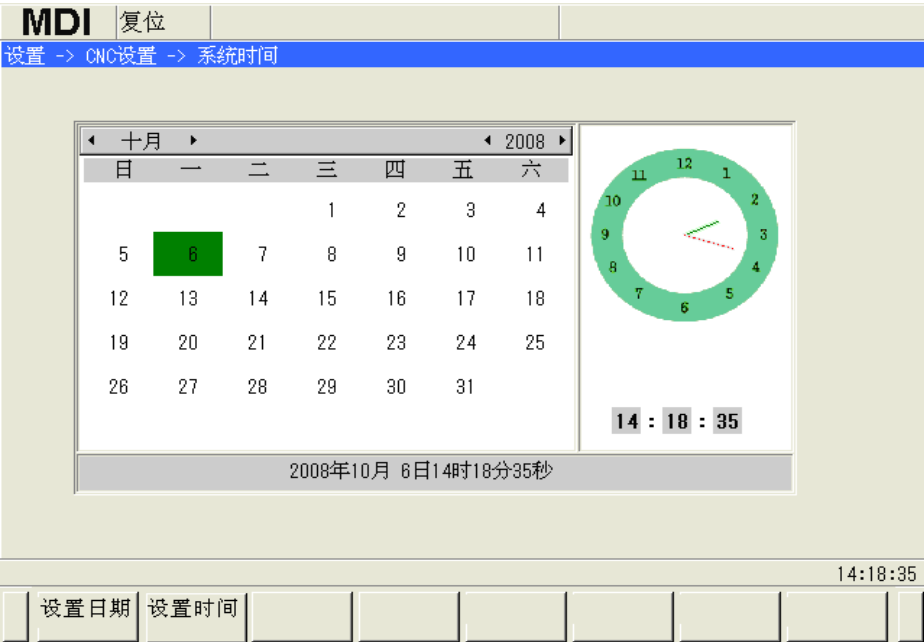 MDI 复位
设置 -> CNC设置 -> 系统时间
十月 2008
日 一 二 三 四 五 六
1 2 3 4
5 6 7 8 9 10 11
12 13 14 15 16 17 18
19 20 21 22 23 24 25
26 27 28 29 30 31
12
1
2
3
4
5
6
7
8
9
10
11
14 : 18 : 35
2008年10月 6日14时18分35秒
14:18:35
设置日期 设置时间